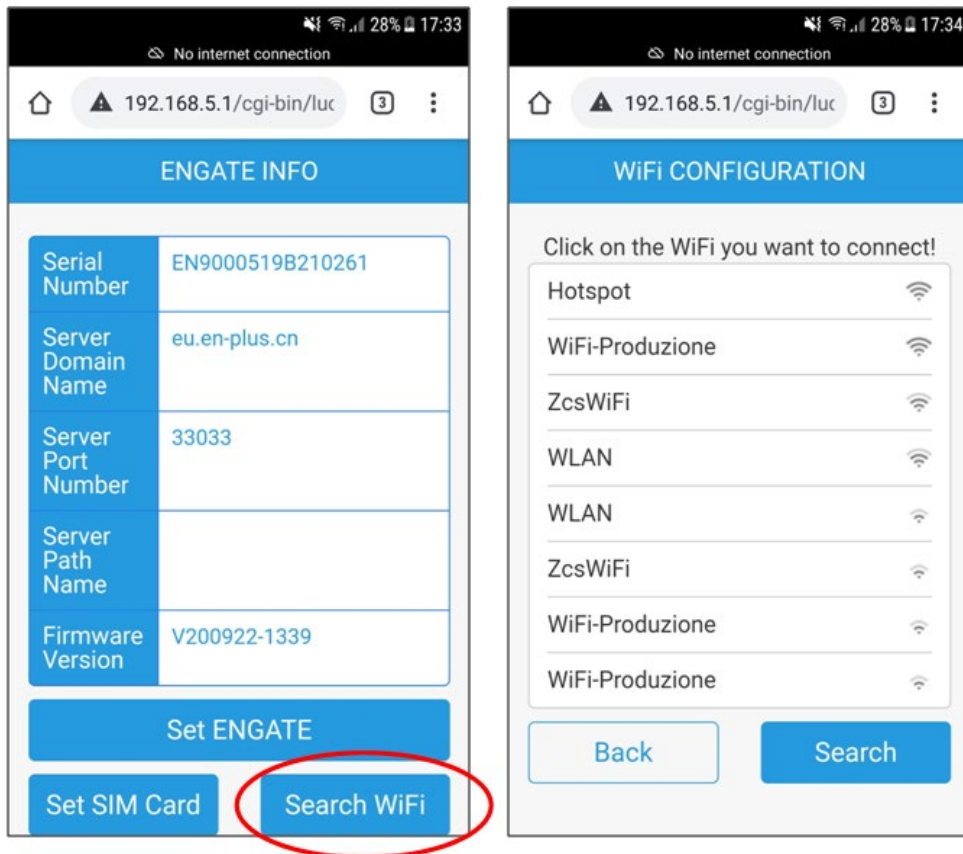 28% 17:33
No internet connection
192.168.5.1/cgi-bin/luc 3
ENGATE INFO
Serial Number EN9000519B210261
Server Domain Name eu.en-plus.cn
Server Port Number 33033
Server Path Name
Firmware Version V200922-1339
Set ENGATE
Set SIM Card Search WiFi
28% 17:34
No internet connection
192.168.5.1/cgi-bin/luc 3
WiFi CONFIGURATION
Click on the WiFi you want to connect!
Hotspot
WiFi-Produzione
ZcsWiFi
WLAN
WLAN
ZcsWiFi
WiFi-Produzione
WiFi-Produzione
Back Search